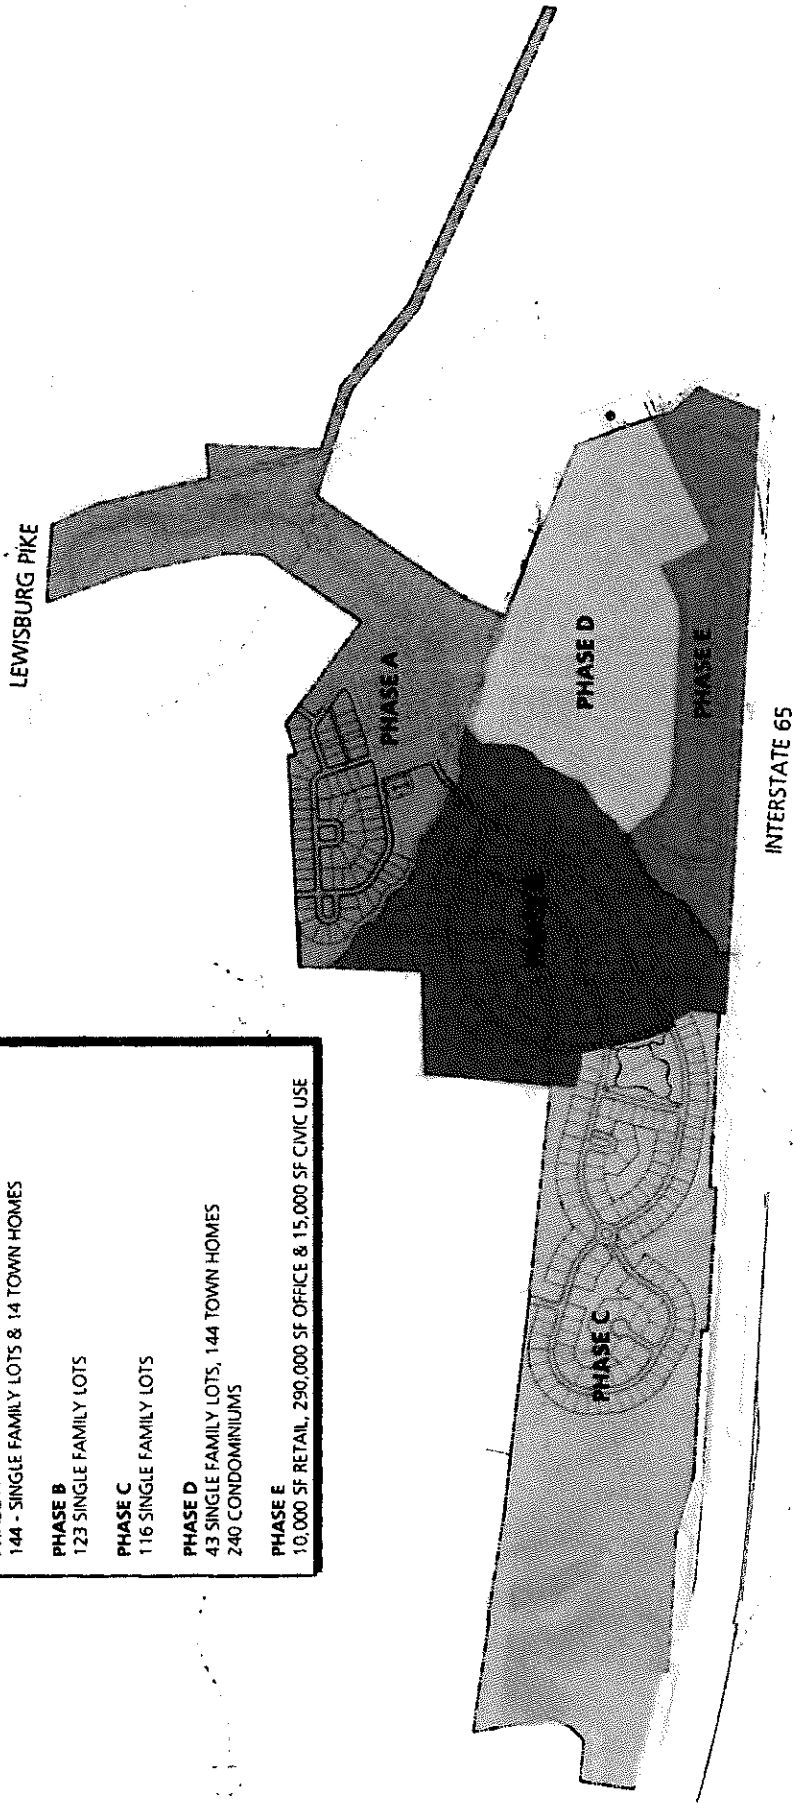 144 - SINGLE FAMILY LOTS & 14 TOWN HOMES
PHASE B
123 SINGLE FAMILY LOTS
PHASE C
116 SINGLE FAMILY LOTS
PHASE D
43 SINGLE FAMILY LOTS, 144 TOWN HOMES
240 CONDOMINIUMS
PHASE E
10,000 SF RETAIL, 290,000 SF OFFICE & 15,000 SF CIVIC USE
LEWISBURG PIKE
PHASE A
PHASE D
PHASE E
PHASE C
INTERSTATE 65